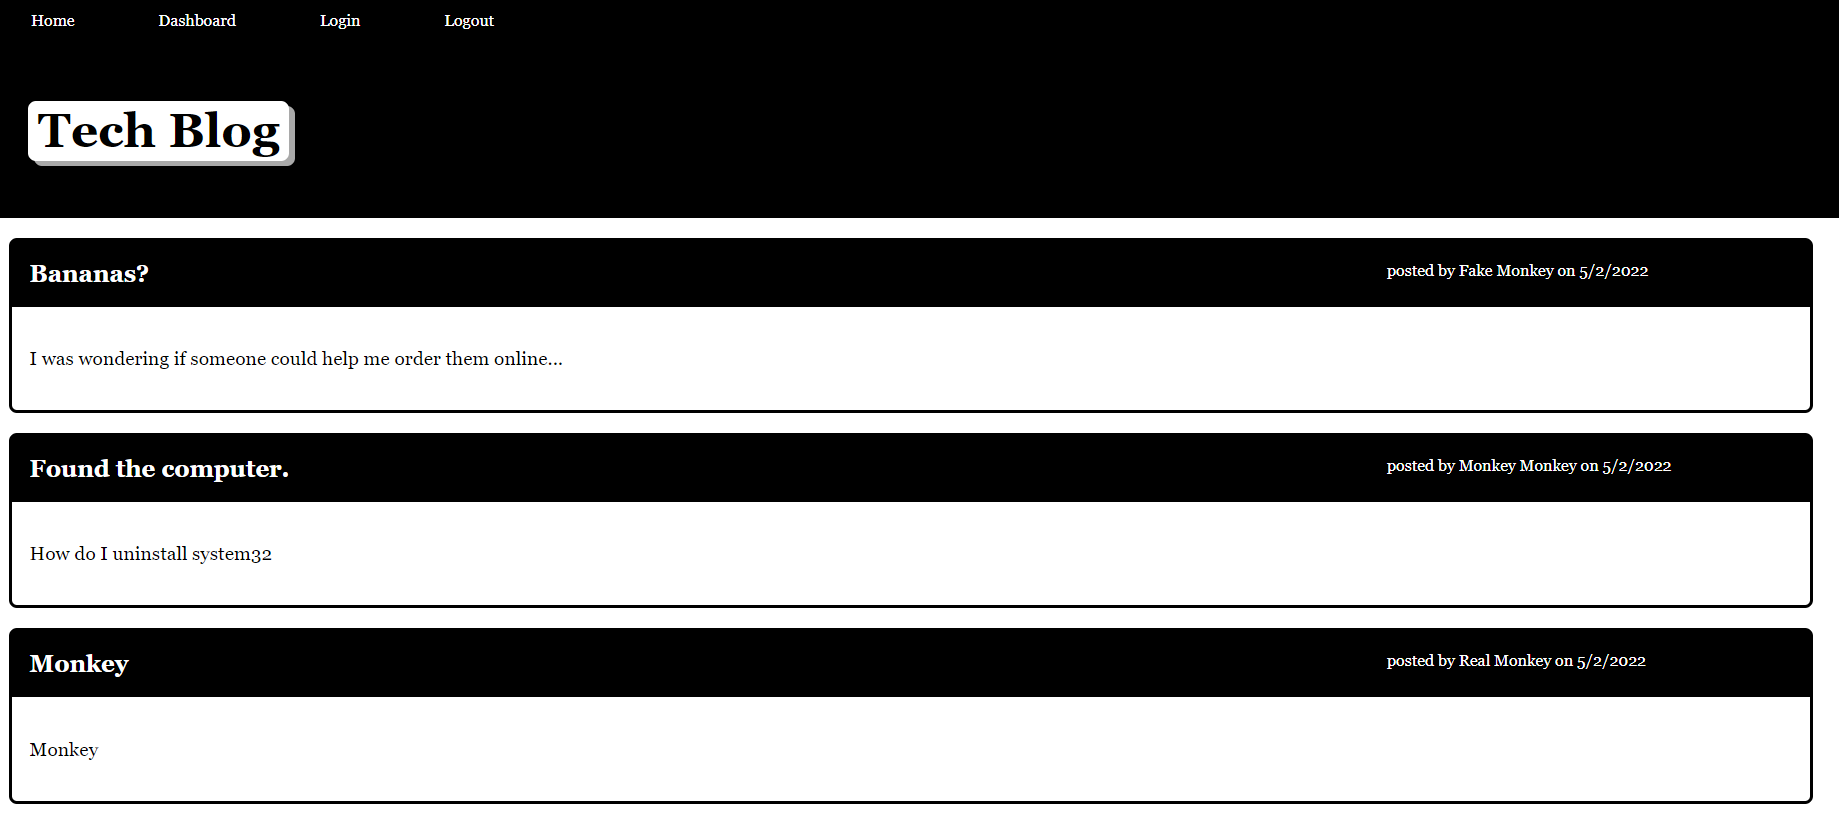 Home Dashboard Login Logout
Tech Blog
Bananas? posted by Fake Monkey on 5/2/2022
I was wondering if someone could help me order them online...
Found the computer. posted by Monkey Monkey on 5/2/2022
How do I uninstall system32
Monkey posted by Real Monkey on 5/2/2022
Monkey